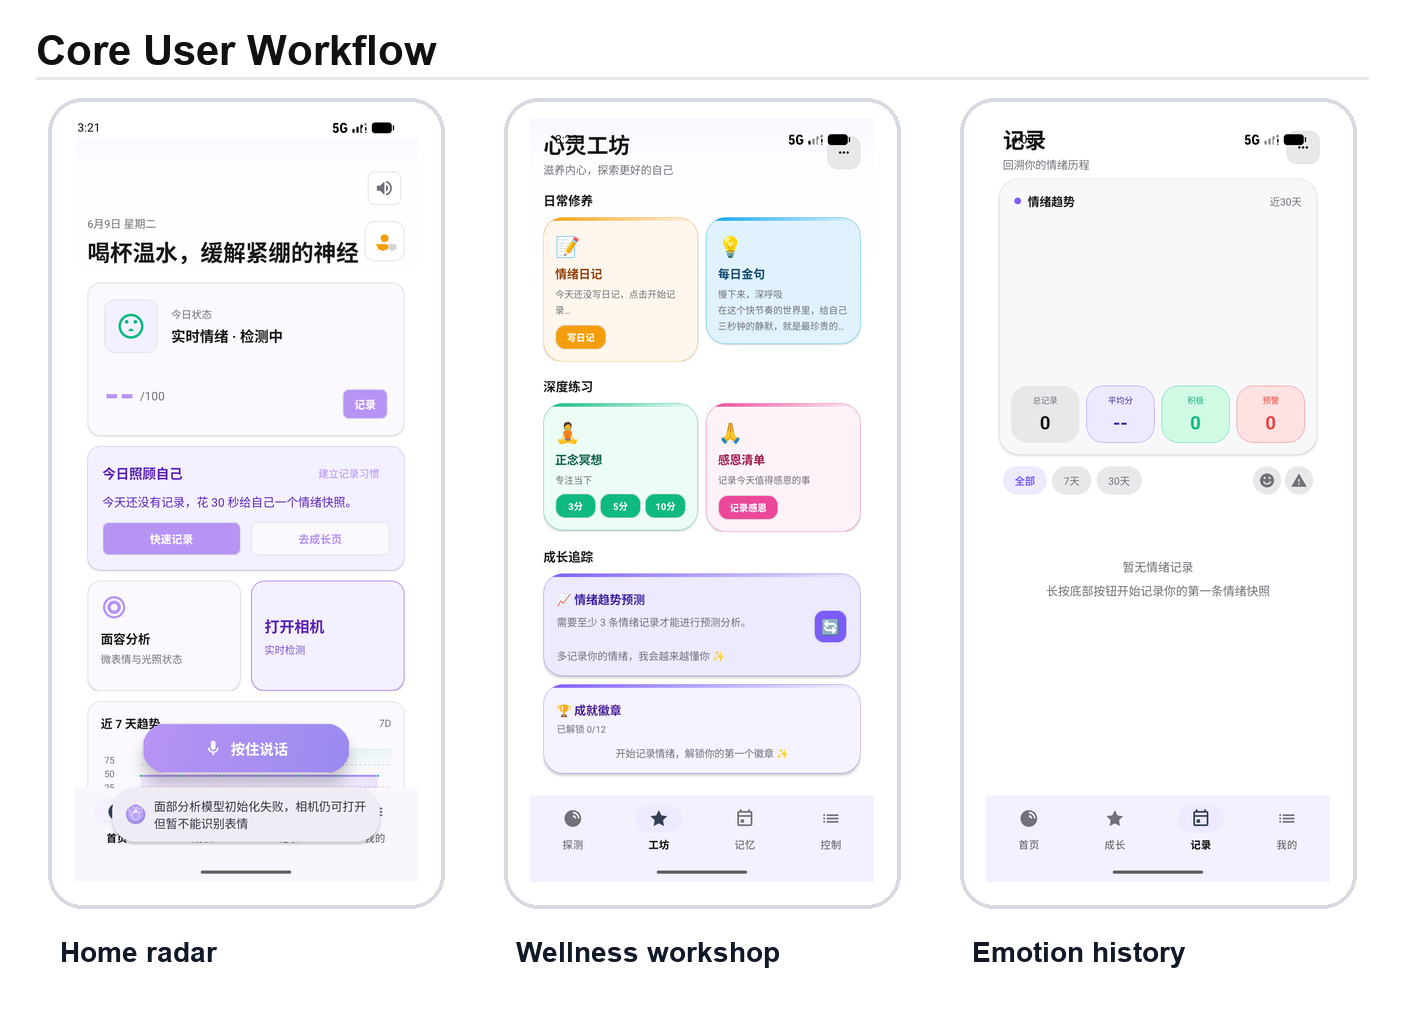 Core User Workflow
3:21
5G
6月9日 星期二
喝杯温水，缓解紧绷的神经
今日状态
实时情绪 · 检测中
-- /100
记录
今日照顾自己
建立记录习惯
今天还没有记录，花 30 秒给自己一个情绪快照。
快速记录
去成长页
面容分析
微表情与光照状态
打开相机
实时检测
近 7 天趋势
7D
75
50
25
按住说话
面部分析模型初始化失败，相机仍可打开
但暂不能识别表情
首页
我的
Home radar
5G
心灵工坊
滋养内心，探索更好的自己
日常修养
情绪日记
今天还没写日记，点击开始记
录...
写日记
每日金句
慢下来，深呼吸
在这个快节奏的世界里，给自己
三秒钟的静默，就是最珍贵的...
深度练习
正念冥想
专注当下
3分
5分
10分
感恩清单
记录今天值得感恩的事
记录感恩
成长追踪
情绪趋势预测
需要至少 3 条情绪记录才能进行预测分析。
多记录你的情绪，我会越来越懂你
成就徽章
已解锁 0/12
开始记录情绪，解锁你的第一个徽章
探测
工坊
记忆
控制
Wellness workshop
记录
5G
回溯你的情绪历程
情绪趋势
近30天
总记录
0
平均分
--
积极
0
预警
0
全部
7天
30天
暂无情绪记录
长按底部按钮开始记录你的第一条情绪快照
首页
成长
记录
我的
Emotion history